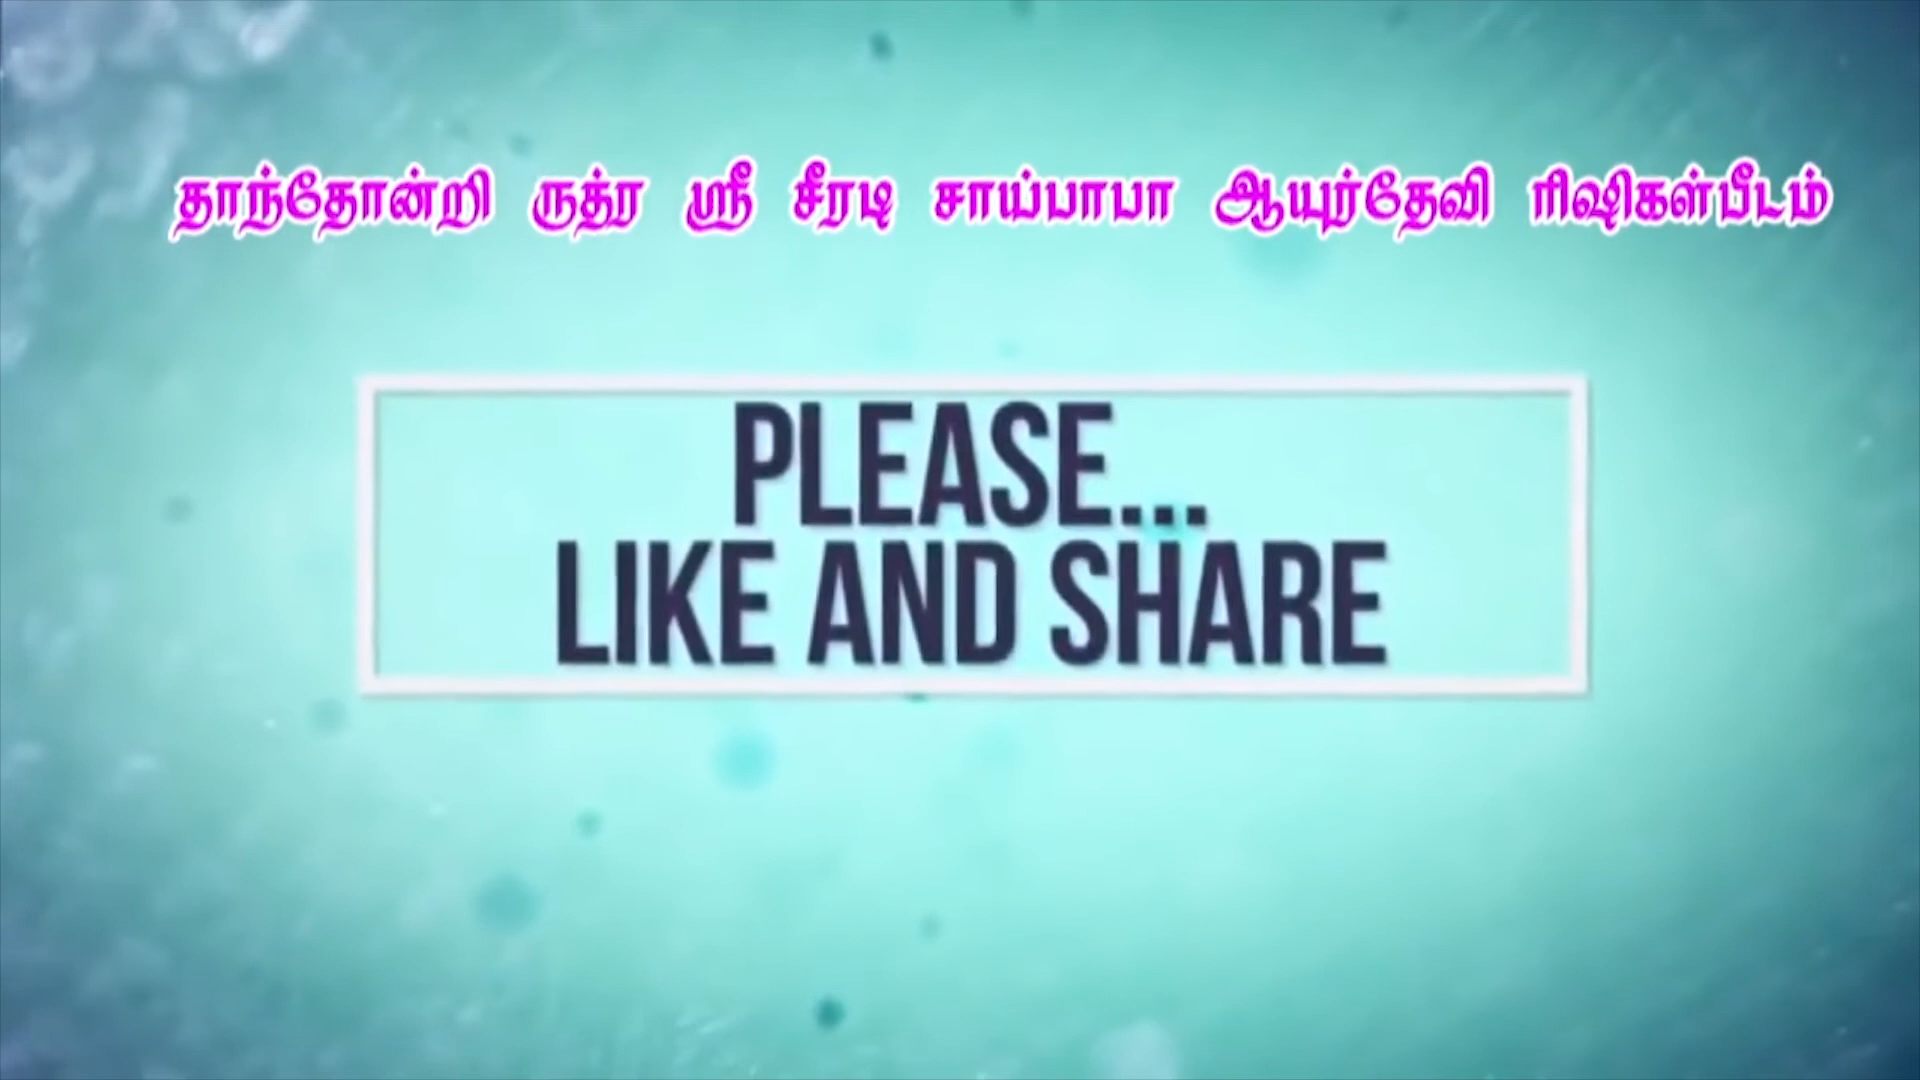 தாந்தோன்றி ருத்ர ஸ்ரீ சீரடி சாய்பாபா ஆயுர்தேவி ரிஷிகள்பீடம்
PLEASE...
LIKE AND SHARE